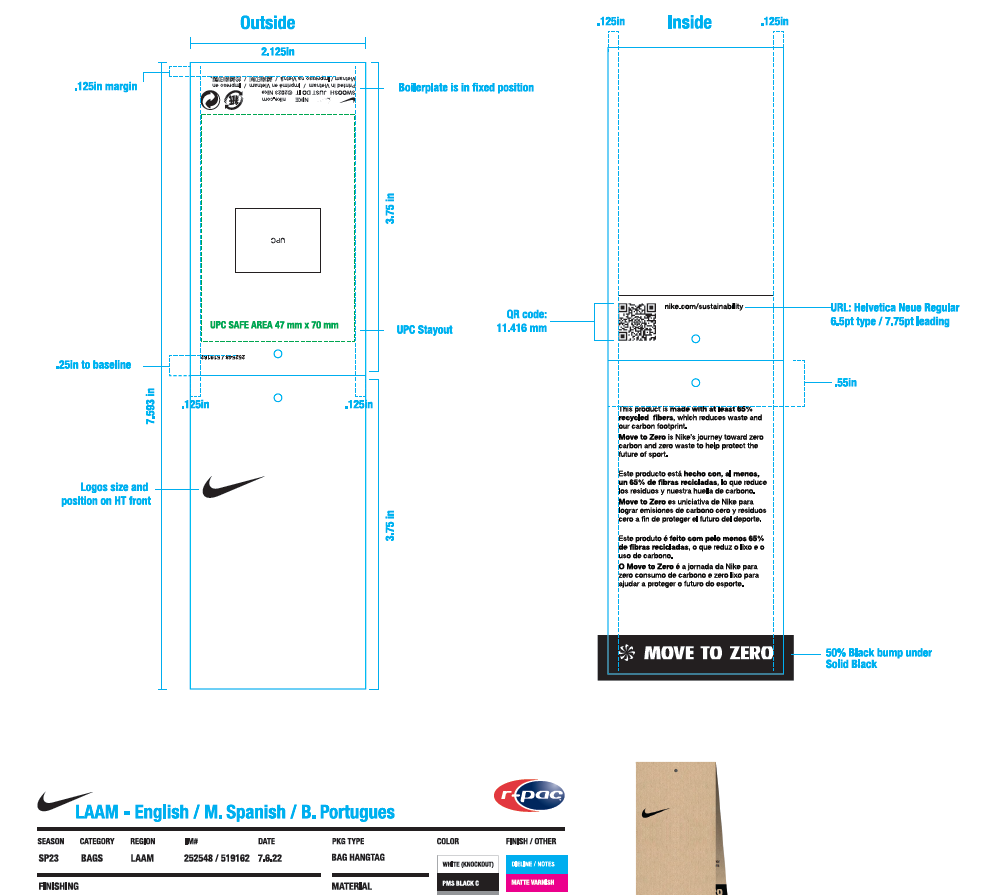 Outside
2.125in
.125in margin
Boilerplate is in fixed position
Vietnam / Impresso na Vietnã /
Printed in Vietnam / Imprimé en Vietnam / Impreso en
SWOOSH JUST DO IT © 2023 Nike
NIKE nike.com
3.75 in
UPC
UPC SAFE AREA 47 mm x 70 mm
UPC Stayout
252548 / 519162
.25in to baseline
7.593 in
.125in
.125in
Logos size and
position on HT front
3.75 in
.125in
Inside
.125in
QR code:
11.416 mm
nike.com/sustainability
URL: Helvetica Neue Regular
6.5pt type / 7.75pt leading
.55in
This product is made with at least 65%
recycled fibers, which reduces waste and
our carbon footprint.
Move to Zero is Nike's journey toward zero
carbon and zero waste to help protect the
future of sport.
Este producto está hecho con, al menos,
un 65% de fibras recicladas, lo que reduce
los residuos y nuestra huella de carbono.
Move to Zero es uniciativa de Nike para
lograr emisiones de carbono cero y residuos
cero a fin de proteger el futuro del deporte.
Este produto é feito com pelo menos 65%
de fibras recicladas, o que reduz o lixo e o
uso de carbono.
O Move to Zero é a jornada da Nike para
zero consumo de carbono e zero lixo para
ajudar a proteger o futuro do esporte.
MOVE TO ZERO
50% Black bump under
Solid Black
LAAM - English / M. Spanish / B. Portugues
r-pac
SEASON CATEGORY REGION IM# DATE PKG TYPE COLOR FINISH / OTHER
SP23 BAGS LAAM 252548 / 519162 7.6.22 BAG HANGTAG
WHITE (KNOCKOUT) DIELINE / NOTES
PMS BLACK C MATTE VARNISH
FINISHING MATERIAL